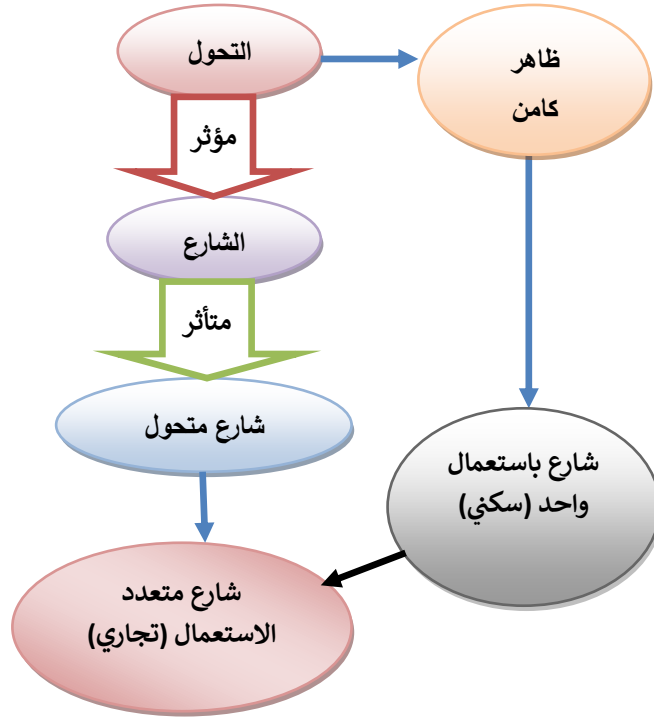 التحول
ظاهر
كامن
مؤثر
الشارع
متأثر
شارع متحول
شارع باستعمال
واحد (سكني)
شارع متعدد
الاستعمال (تجاري)